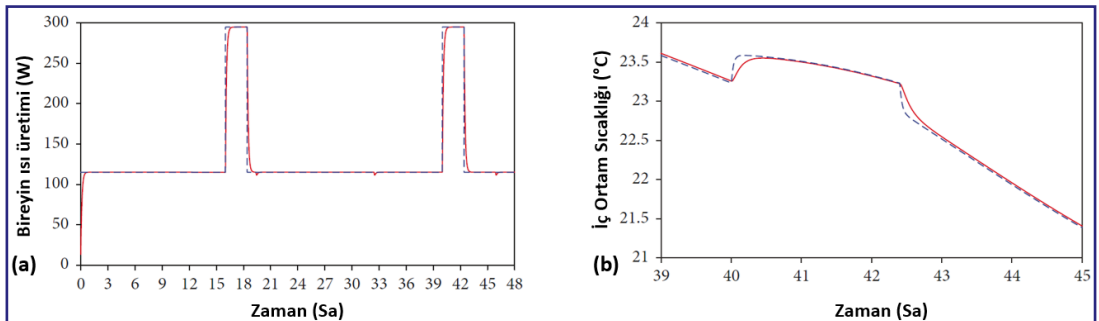 Bireyin ısı üretimi (W)
300
250
200
150
100
50
0
0 3 6 9 12 15 18 21 24 27 30 33 36 39 42 45 48
Zaman (Sa)
(a)
İç Ortam Sıcaklığı (°C)
24
23.5
23
22.5
22
21.5
21
39 40 41 42 43 44 45
Zaman (Sa)
(b)